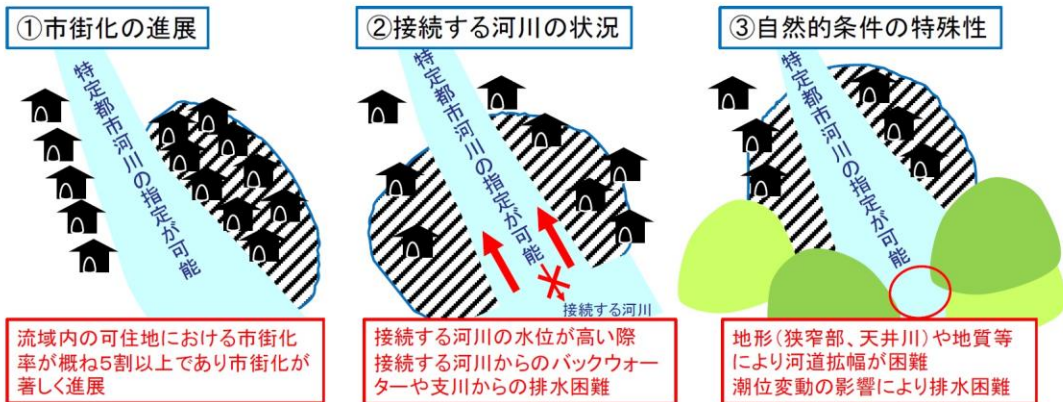 ①市街化の進展
特定都市河川の指定が可能
流域内の可住地における市街化
率が概ね5割以上であり市街化が
著しく進展
②接続する河川の状況
特定都市河川の指定が可能
接続する河川
接続する河川の水位が高い際
接続する河川からのバックウォー
ターや支川からの排水困難
③自然的条件の特殊性
特定都市河川の指定が可能
地形(狭窄部、天井川)や地質等
により河道拡幅が困難
潮位変動の影響により排水困難